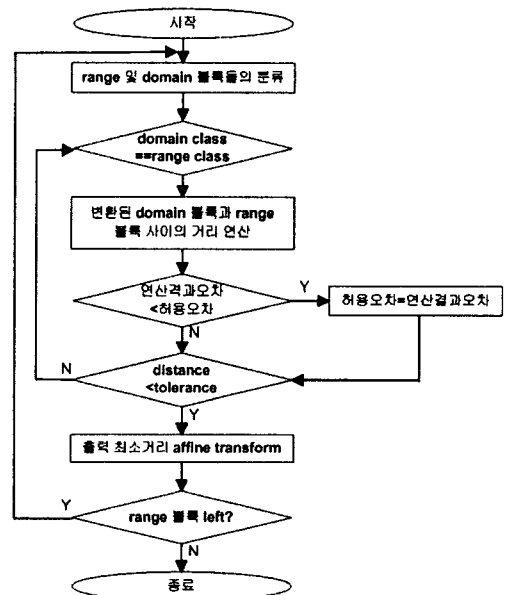 시작
range 및 domain 블록들의 분류
domain class
==range class
변환된 domain 블록과 range
블록 사이의 거리 연산
연산결과오차
<허용오차
Y
허용오차=연산결과오차
N
N
distance
<tolerance
Y
출력 최소거리 affine transform
Y
range 블록 left?
N
종료